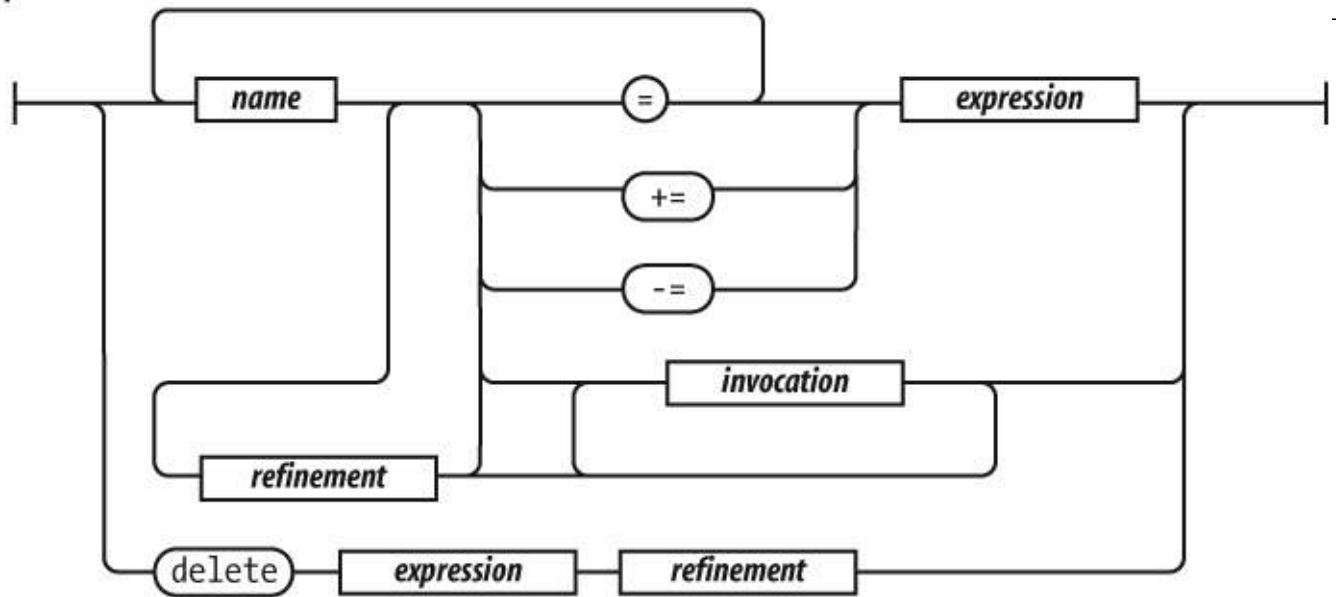 name = expression
+=
-=
invocation
refinement
delete expression refinement